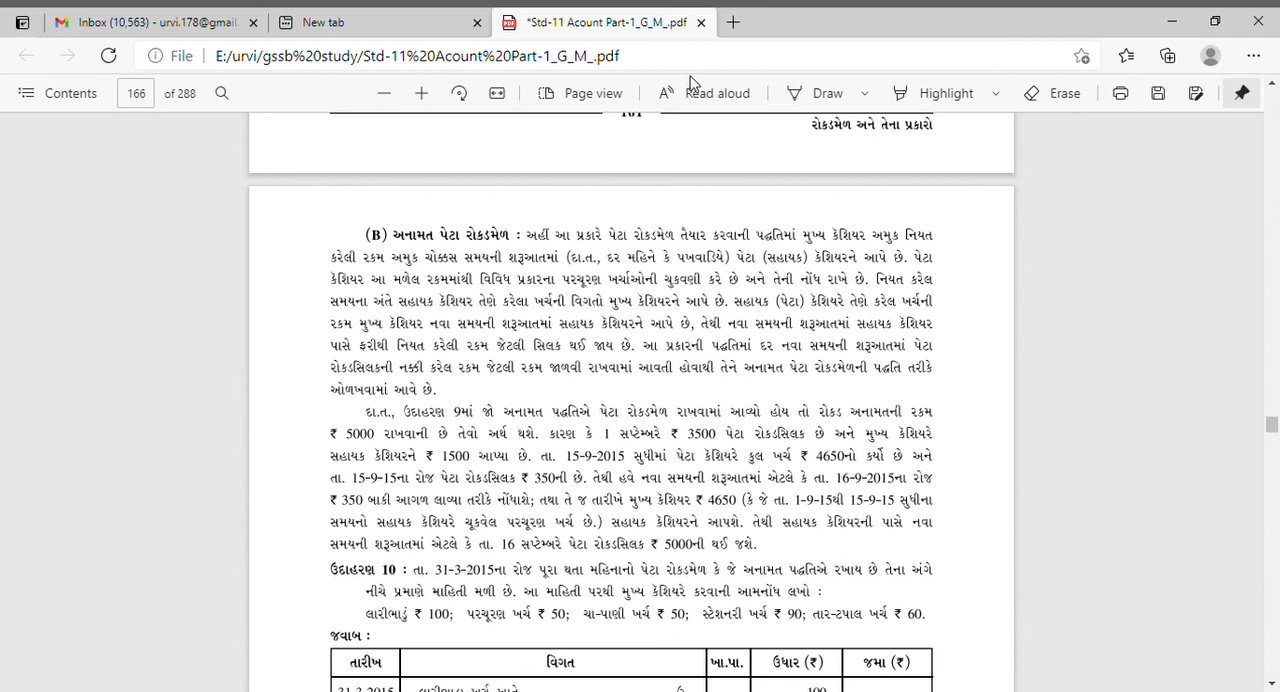 Inbox (10,563) - urvi.178@gmail
New tab
*Std-11 Acount Part-1_G_M_.pdf
File
E:/urvi/gssb%20study/Std-11%20Acount%20Part-1_G_M_.pdf
Contents
166 of 288
Page view
Read aloud
Draw
Highlight
Erase
રોકડમેળ અને તેના પ્રકારો
(B) અનામત પેટા રોકડમેળ : અહીં આ પ્રકારે પેટા રોકડમેળ તૈયાર કરવાની પદ્ધતિમાં મુખ્ય કૅશિયર અમુક નિયત
કરેલી રકમ અમુક ચોક્કસ સમયની શરૂઆતમાં (દા.ત., દર મહિને કે પખવાડિયે) પેટા (સહાયક) કૅશિયરને આપે છે. પેટા
કૅશિયર આ મળેલ રકમમાંથી વિવિધ પ્રકારના પરચૂરણ ખર્ચાઓની ચુકવણી કરે છે અને તેની નોંધ રાખે છે. નિયત કરેલ
સમયના અંતે સહાયક કૅશિયર તેણે કરેલા ખર્ચની વિગતો મુખ્ય કૅશિયરને આપે છે. સહાયક (પેટા) કૅશિયરે તેણે કરેલ ખર્ચની
રકમ મુખ્ય કૅશિયર નવા સમયની શરૂઆતમાં સહાયક કૅશિયરને આપે છે, તેથી નવા સમયની શરૂઆતમાં સહાયક કૅશિયર
પાસે ફરીથી નિયત કરેલી રકમ જેટલી સિલક થઈ જાય છે. આ પ્રકારની પદ્ધતિમાં દર નવા સમયની શરૂઆતમાં પેટા
રોકડસિલકની નક્કી કરેલ રકમ જેટલી રકમ જાળવી રાખવામાં આવતી હોવાથી તેને અનામત પેટા રોકડમેળની પદ્ધતિ તરીકે
ઓળખવામાં આવે છે.
દા.ત., ઉદાહરણ 9માં જો અનામત પદ્ધતિએ પેટા રોકડમેળ રાખવામાં આવ્યો હોય તો રોકડ અનામતની રકમ
₹ 5000 રાખવાની છે તેવો અર્થ થશે. કારણ કે 1 સપ્ટેમ્બરે ₹ 3500 પેટા રોકડસિલક છે અને મુખ્ય કૅશિયરે
સહાયક કૅશિયરને ₹ 1500 આપ્યા છે. તા. 15-9-2015 સુધીમાં પેટા કૅશિયરે કુલ ખર્ચ ₹ 4650નો કર્યો છે અને
તા. 15-9-15ના રોજ પેટા રોકડસિલક ₹ 350ની છે. તેથી હવે નવા સમયની શરૂઆતમાં એટલે કે તા. 16-9-2015ના રોજ
₹ 350 બાકી આગળ લાવ્યા તરીકે નોંધાશે; તથા તે જ તારીખે મુખ્ય કૅશિયર ₹ 4650 (કે જે તા. 1-9-15થી 15-9-15 સુધીના
સમયનો સહાયક કૅશિયરે ચૂકવેલ પરચૂરણ ખર્ચ છે.) સહાયક કૅશિયરને આપશે. તેથી સહાયક કૅશિયરની પાસે નવા
સમયની શરૂઆતમાં એટલે કે તા. 16 સપ્ટેમ્બરે પેટા રોકડસિલક ₹ 5000ની થઈ જશે.
ઉદાહરણ 10 : તા. 31-3-2015ના રોજ પૂરા થતા મહિનાનો પેટા રોકડમેળ કે જે અનામત પદ્ધતિએ રખાય છે તેના અંગે
નીચે પ્રમાણે માહિતી મળી છે. આ માહિતી પરથી મુખ્ય કૅશિયરે કરવાની આમનોંધ લખો :
લારીભાડું ₹ 100; પરચૂરણ ખર્ચ ₹ 50; ચા-પાણી ખર્ચ ₹ 50; સ્ટેશનરી ખર્ચ ₹ 90; તાર-ટપાલ ખર્ચ ₹ 60.
જવાબ :
તારીખ વિગત ખા.પા. ઉધાર (₹) જમા (₹)